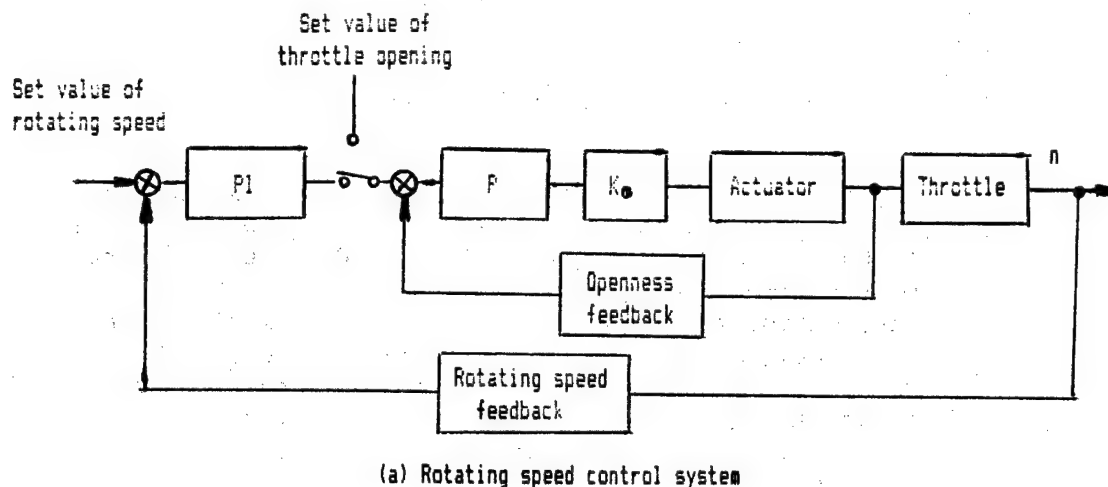 Set value of
throttle opening
Set value of
rotating speed
P1
P
Actuator
Throttle
n
Openness
feedback
Rotating speed
feedback
(a) Rotating speed control system